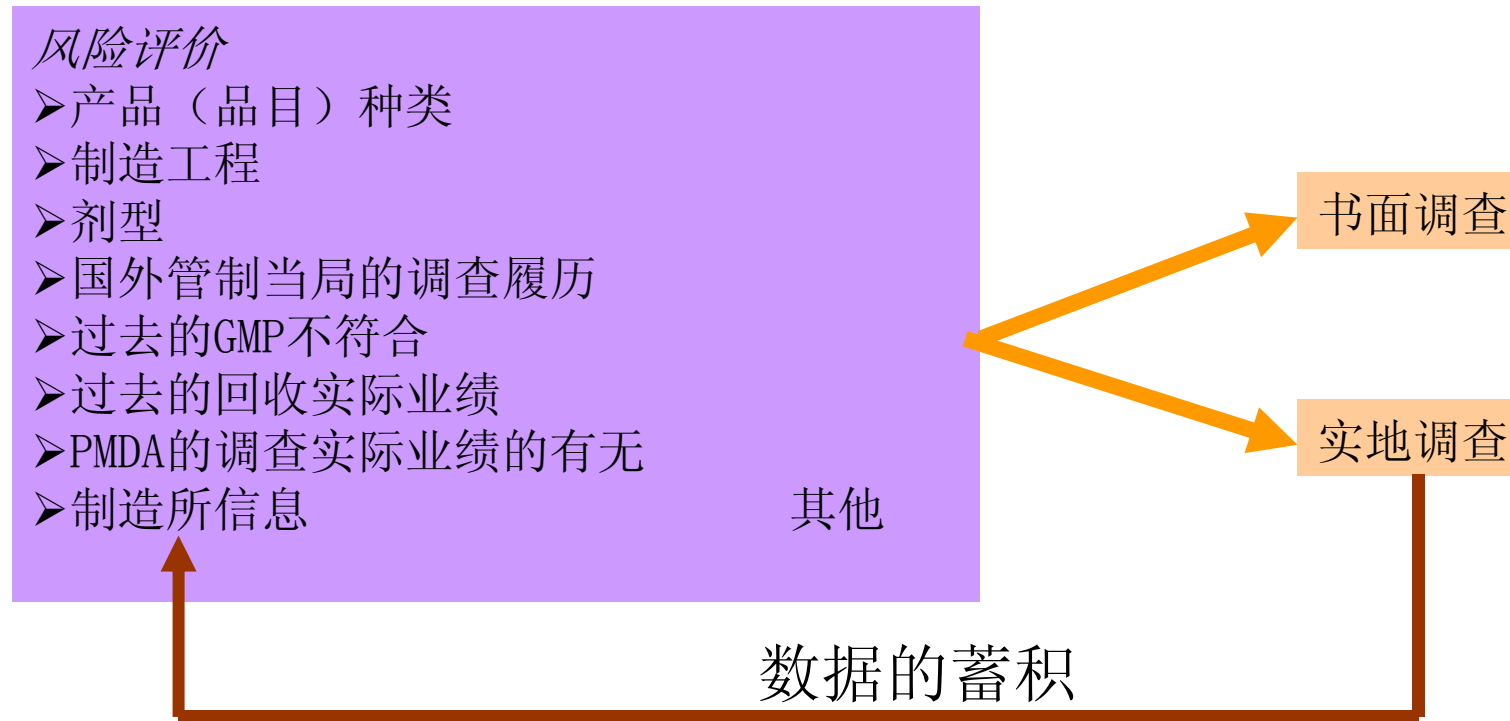 风险评价
➢产品（品目）种类
➢制造工程
➢剂型
➢国外管制当局的调查履历
➢过去的GMP不符合
➢过去的回收实际业绩
➢PMDA的调查实际业绩的有无
➢制造所信息 其他
书面调查
实地调查
数据的蓄积